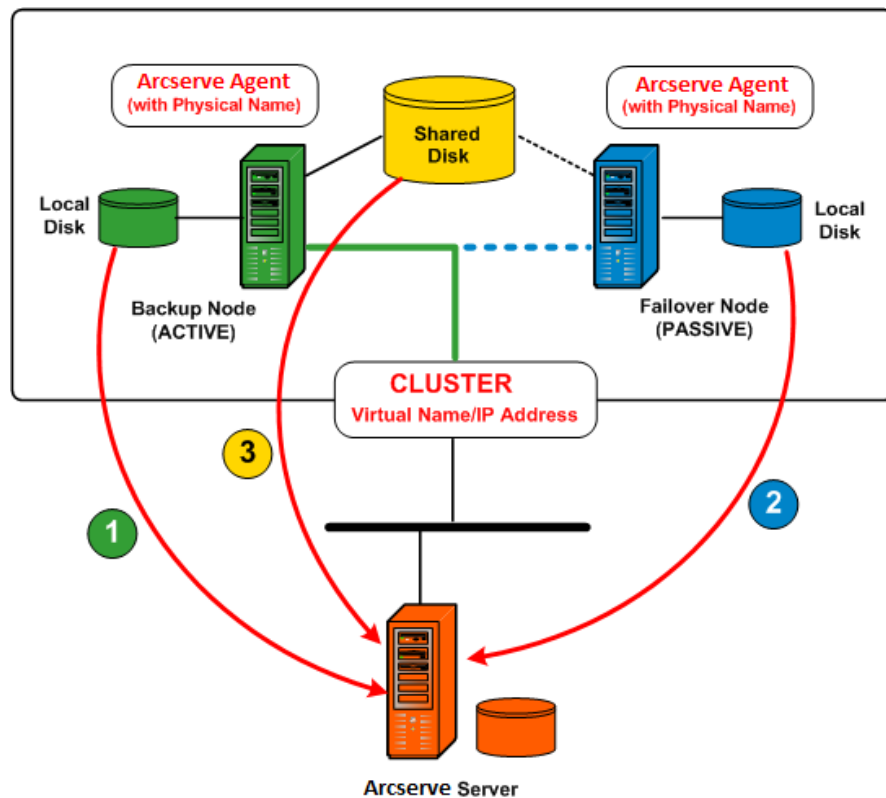 Arcserve Agent
(with Physical Name)
Arcserve Agent
(with Physical Name)
Shared
Disk
Local
Disk
Local
Disk
Backup Node
(ACTIVE)
Failover Node
(PASSIVE)
CLUSTER
Virtual Name/IP Address
3
1
2
Arcserve Server